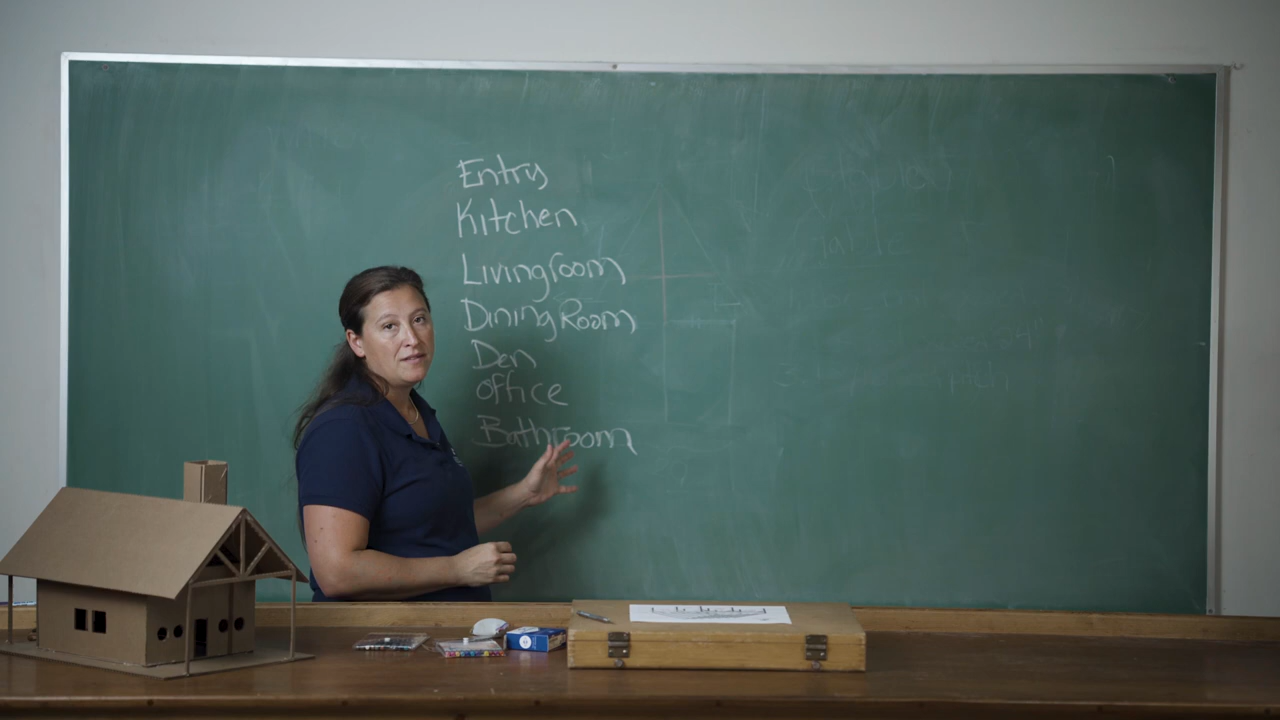 Entry
Kitchen
Livingroom
Dining Room
Den
office
Bathroom